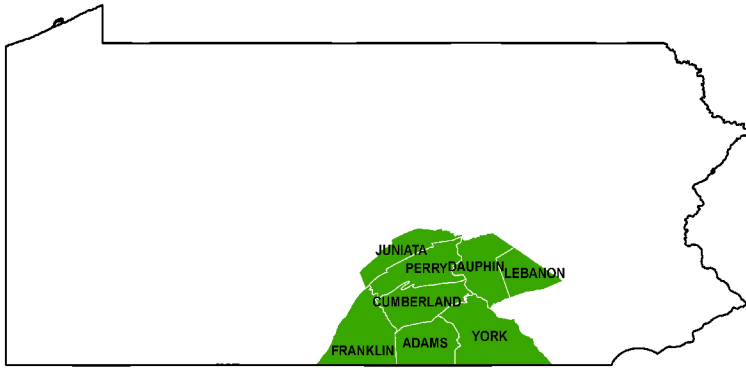 JUNIATA
PERRY
DAUPHIN
LEBANON
CUMBERLAND
FRANKLIN
ADAMS
YORK